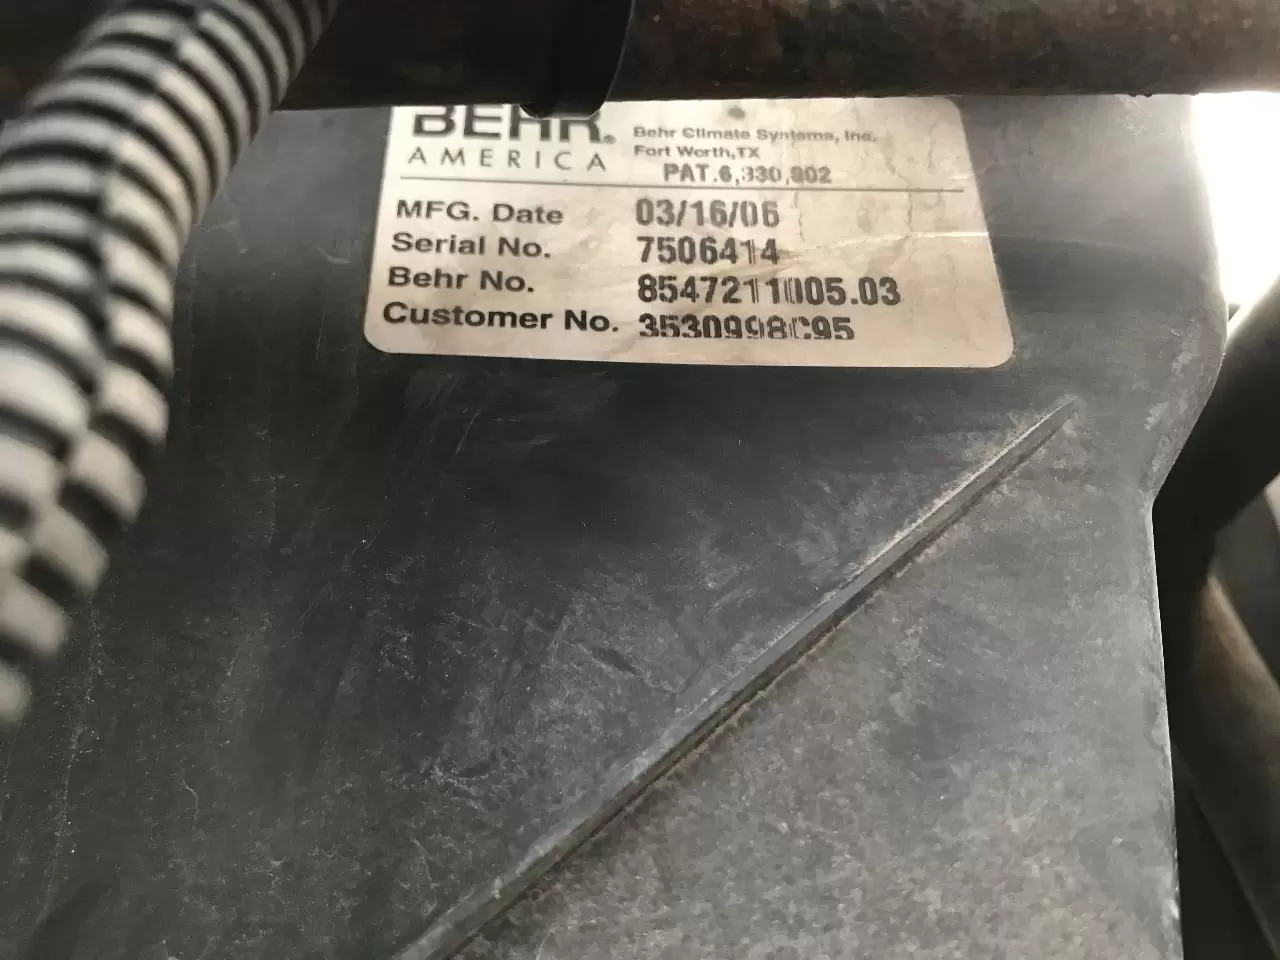 BEHR®
AMERICA
Behr Climate Systems, Inc.
Fort Worth, TX
PAT.6,330,902
MFG. Date 03/16/06
Serial No. 7506414
Behr No. 8547211005.03
Customer No. 3530998C95